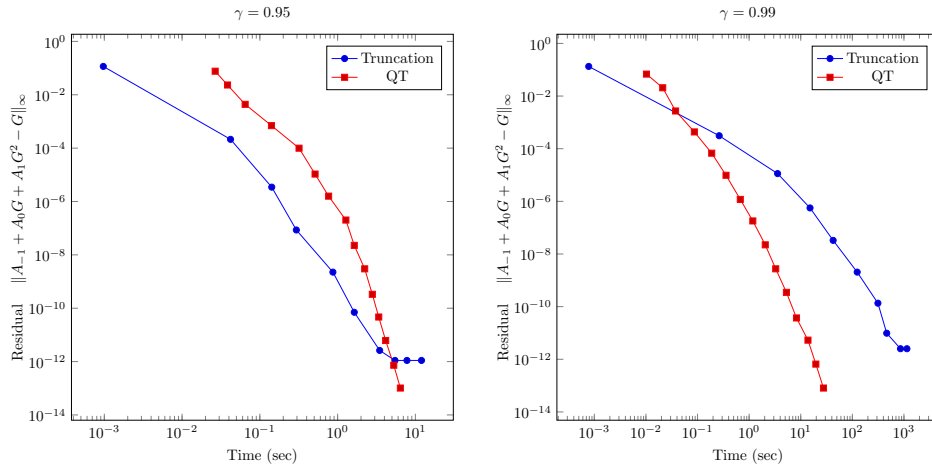 γ = 0.95
10⁰
10⁻²
10⁻⁴
10⁻⁶
10⁻⁸
10⁻¹⁰
10⁻¹²
10⁻¹⁴
Residual ‖A₋₁ + A₀G + A₁G² − G‖∞
Truncation
QT
10⁻³ 10⁻² 10⁻¹ 10⁰ 10¹
Time (sec)
γ = 0.99
10⁰
10⁻²
10⁻⁴
10⁻⁶
10⁻⁸
10⁻¹⁰
10⁻¹²
10⁻¹⁴
Residual ‖A₋₁ + A₀G + A₁G² − G‖∞
Truncation
QT
10⁻³ 10⁻² 10⁻¹ 10⁰ 10¹ 10² 10³
Time (sec)